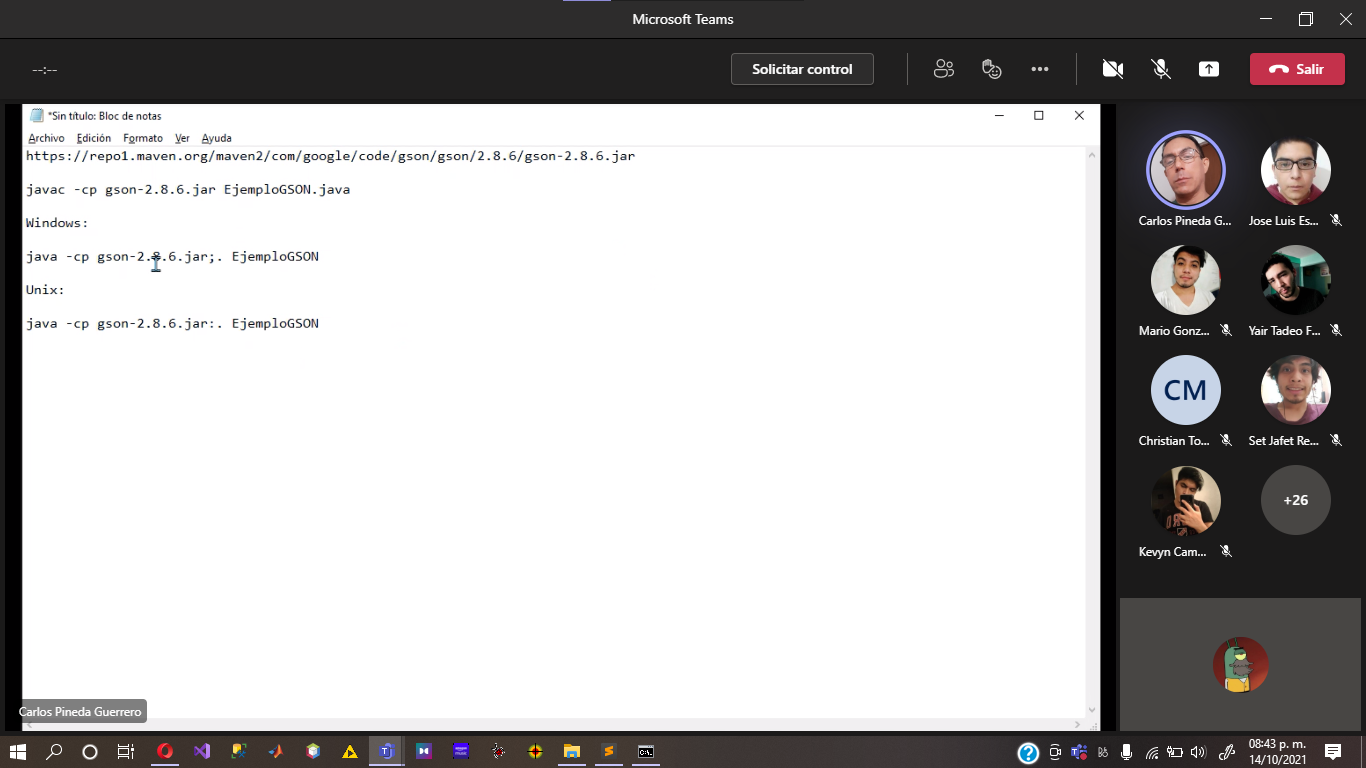 Microsoft Teams
--:--
Solicitar control
Salir
*Sin título: Bloc de notas
Archivo Edición Formato Ver Ayuda
https://repo1.maven.org/maven2/com/google/code/gson/gson/2.8.6/gson-2.8.6.jar
javac -cp gson-2.8.6.jar EjemploGSON.java
Windows:
java -cp gson-2.8.6.jar;. EjemploGSON
Unix:
java -cp gson-2.8.6.jar:. EjemploGSON
Carlos Pineda Guerrero
Carlos Pineda G...
Jose Luis Es...
Mario Gonz...
Yair Tadeo F...
CM
Christian To...
Set Jafet Re...
Kevyn Cam...
+26
08:43 p. m.
14/10/2021